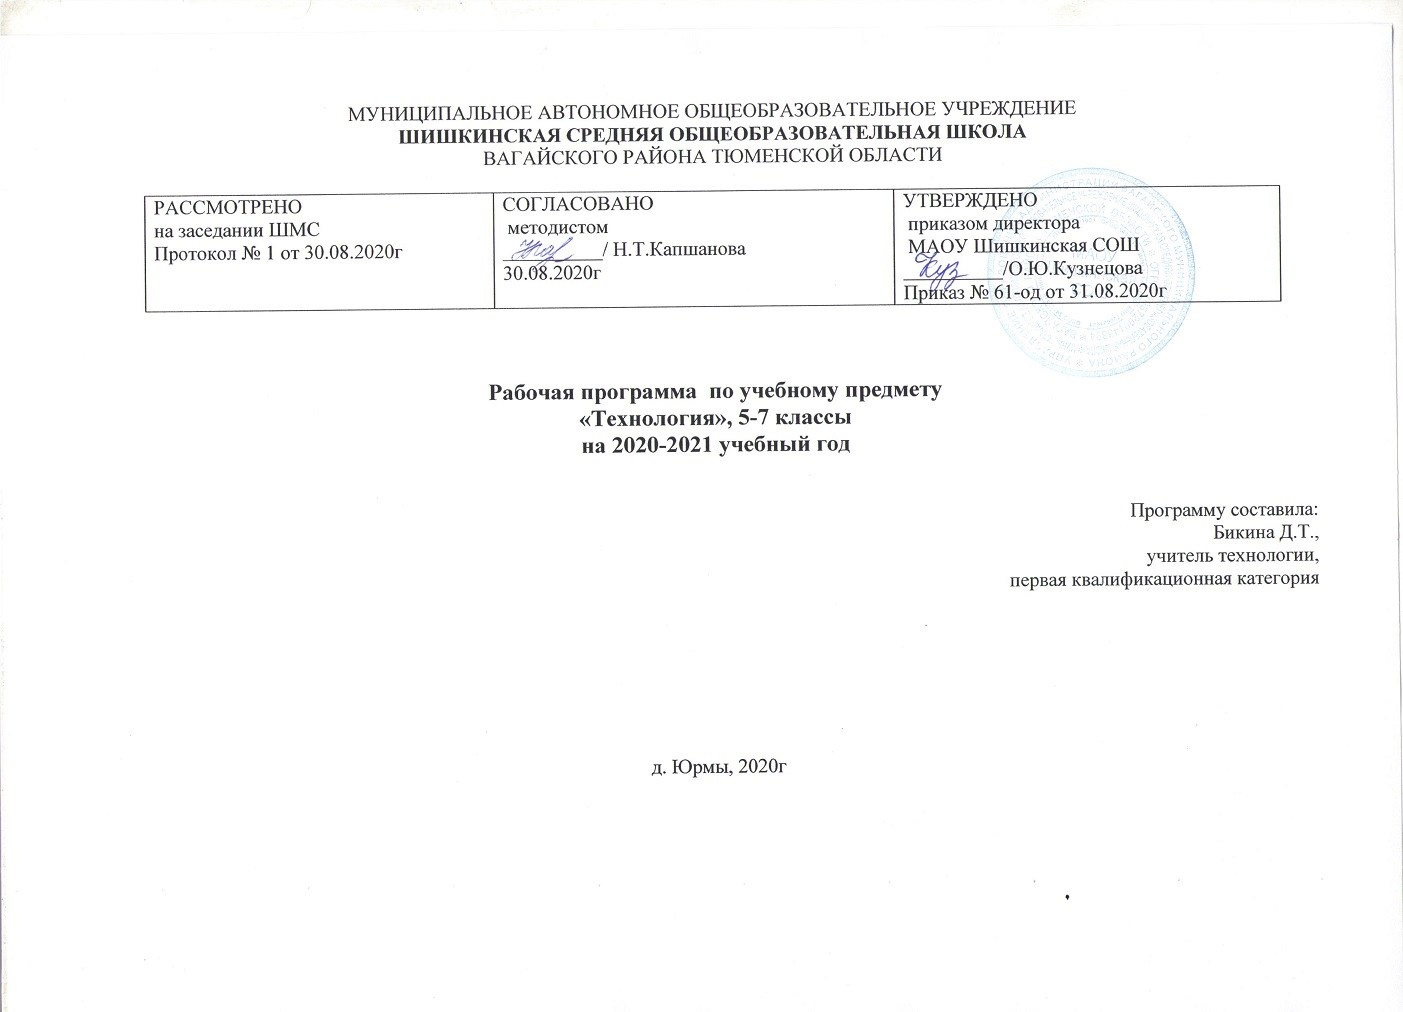 МУНИЦИПАЛЬНОЕ АВТОНОМНОЕ ОБЩЕОБРАЗОВАТЕЛЬНОЕ УЧРЕЖДЕНИЕ
ШИШКИНСКАЯ СРЕДНЯЯ ОБЩЕОБРАЗОВАТЕЛЬНАЯ ШКОЛА
ВАГАЙСКОГО РАЙОНА ТЮМЕНСКОЙ ОБЛАСТИ
РАССМОТРЕНО
на заседании ШМС
Протокол № 1 от 30.08.2020г
СОГЛАСОВАНО
методистом
__________/ Н.Т.Капшанова
30.08.2020г
УТВЕРЖДЕНО
приказом директора
МАОУ Шишкинская СОШ
__________/О.Ю.Кузнецова
Приказ № 61-од от 31.08.2020г
МАОУ
Рабочая программа по учебному предмету
«Технология», 5-7 классы
на 2020-2021 учебный год
Программу составила:
Бикина Д.Т.,
учитель технологии,
первая квалификационная категория
д. Юрмы, 2020г